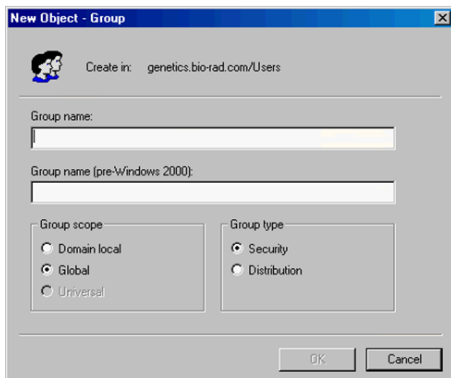 New Object - Group
Create in: genetics.bio-rad.com/Users
Group name:
Group name (pre-Windows 2000):
Group scope
Domain local
Global
Universal
Group type
Security
Distribution
OK
Cancel